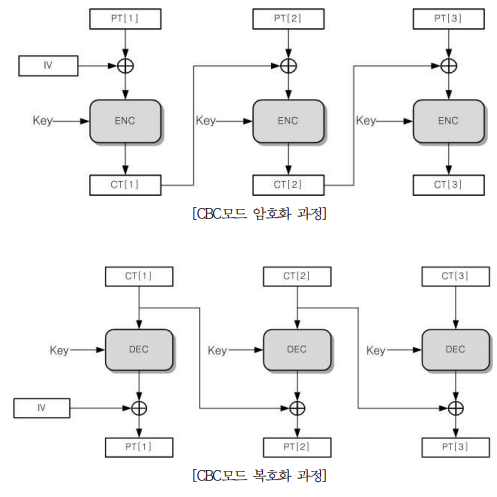 PT[1] PT[2] PT[3]
IV
Key ENC Key ENC Key ENC
CT[1] CT[2] CT[3]
[CBC모드 암호화 과정]
CT[1] CT[2] CT[3]
Key DEC Key DEC Key DEC
IV
PT[1] PT[2] PT[3]
[CBC모드 복호화 과정]